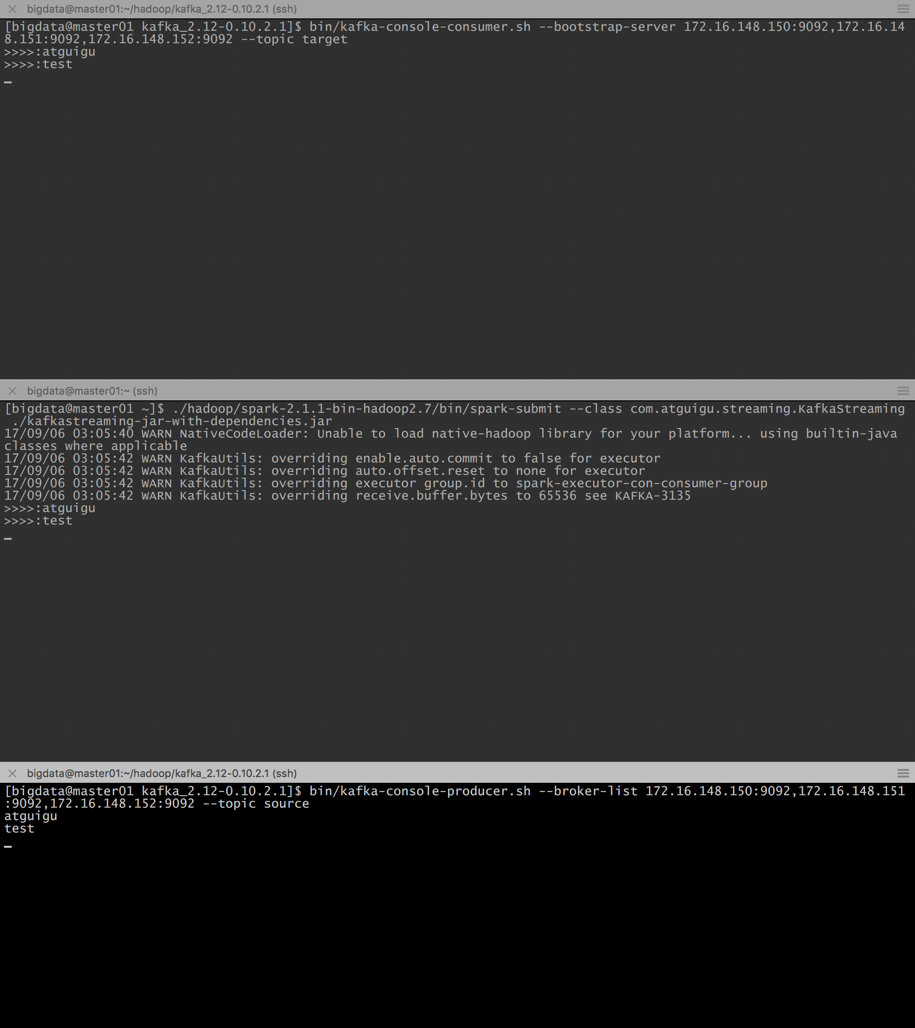 bigdata@master01:~/hadoop/kafka_2.12-0.10.2.1 (ssh)
[bigdata@master01 kafka_2.12-0.10.2.1]$ bin/kafka-console-consumer.sh --bootstrap-server 172.16.148.150:9092,172.16.14
8.151:9092,172.16.148.152:9092 --topic target
>>>>:atguigu
>>>>:test
bigdata@master01:~ (ssh)
[bigdata@master01 ~]$ ./hadoop/spark-2.1.1-bin-hadoop2.7/bin/spark-submit --class com.atguigu.streaming.KafkaStreaming
./kafkastreaming-jar-with-dependencies.jar
17/09/06 03:05:40 WARN NativeCodeLoader: Unable to load native-hadoop library for your platform... using builtin-java
classes where applicable
17/09/06 03:05:42 WARN KafkaUtils: overriding enable.auto.commit to false for executor
17/09/06 03:05:42 WARN KafkaUtils: overriding auto.offset.reset to none for executor
17/09/06 03:05:42 WARN KafkaUtils: overriding executor group.id to spark-executor-con-consumer-group
17/09/06 03:05:42 WARN KafkaUtils: overriding receive.buffer.bytes to 65536 see KAFKA-3135
>>>>:atguigu
>>>>:test
bigdata@master01:~/hadoop/kafka_2.12-0.10.2.1 (ssh)
[bigdata@master01 kafka_2.12-0.10.2.1]$ bin/kafka-console-producer.sh --broker-list 172.16.148.150:9092,172.16.148.151
:9092,172.16.148.152:9092 --topic source
atguigu
test